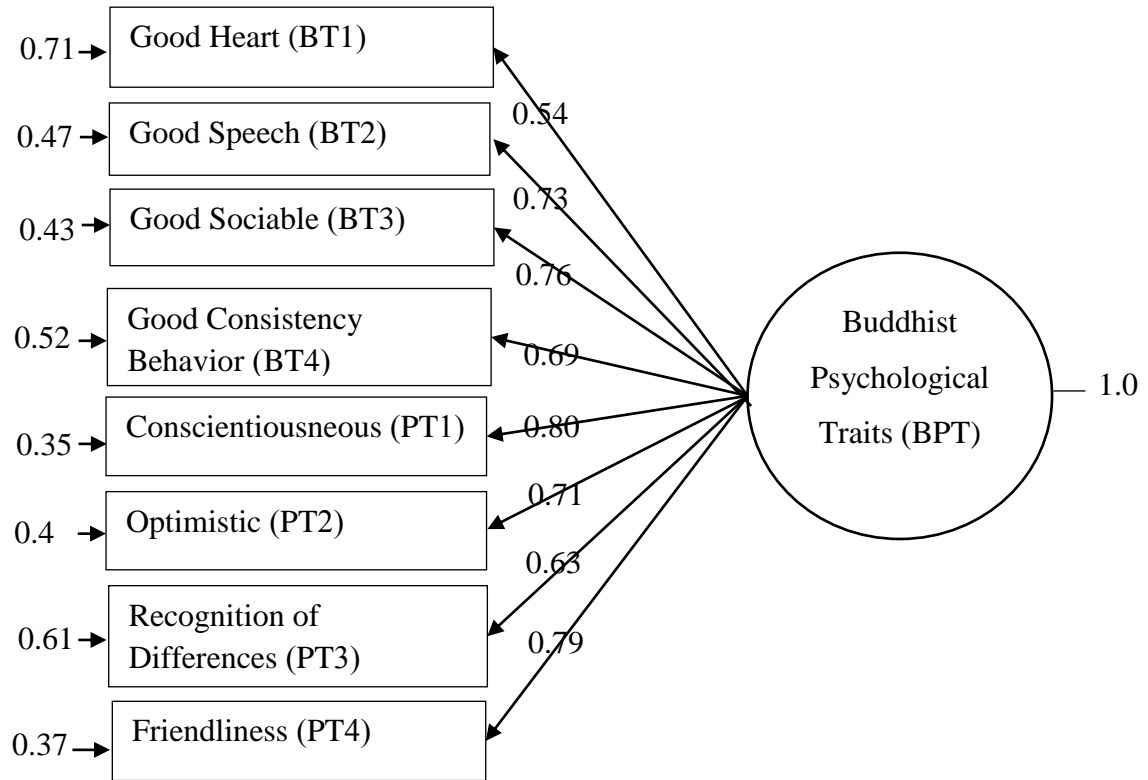 0.71
Good Heart (BT1)
0.54
0.47
Good Speech (BT2)
0.73
0.43
Good Sociable (BT3)
0.76
0.52
Good Consistency
Behavior (BT4)
0.69
0.35
Conscientiousneous (PT1)
0.80
0.4
Optimistic (PT2)
0.71
0.61
Recognition of
Differences (PT3)
0.63
0.37
Friendliness (PT4)
0.79
Buddhist
Psychological
Traits (BPT)
1.0